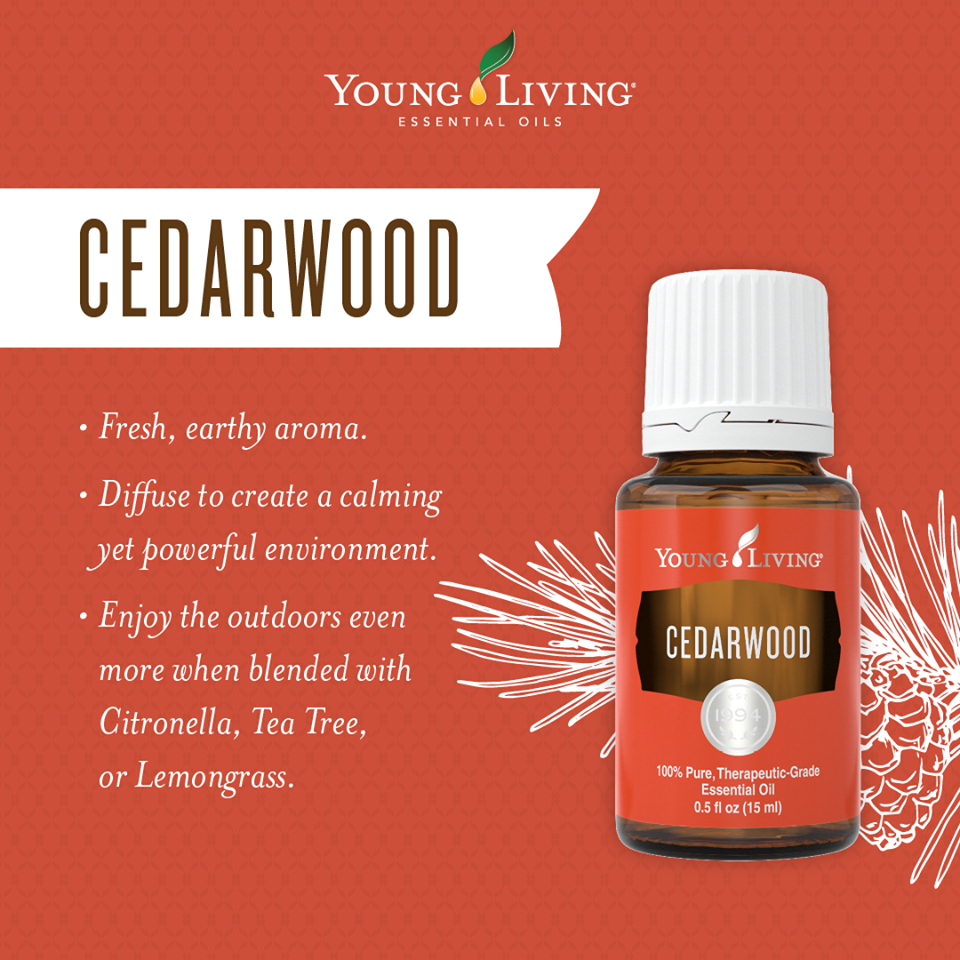 YOUNG LIVING®
ESSENTIAL OILS
CEDARWOOD
• Fresh, earthy aroma.
• Diffuse to create a calming
yet powerful environment.
• Enjoy the outdoors even
more when blended with
Citronella, Tea Tree,
or Lemongrass.
YOUNG LIVING®
CEDARWOOD
EST
1994
100% Pure, Therapeutic-Grade
Essential Oil
0.5 fl oz (15 ml)